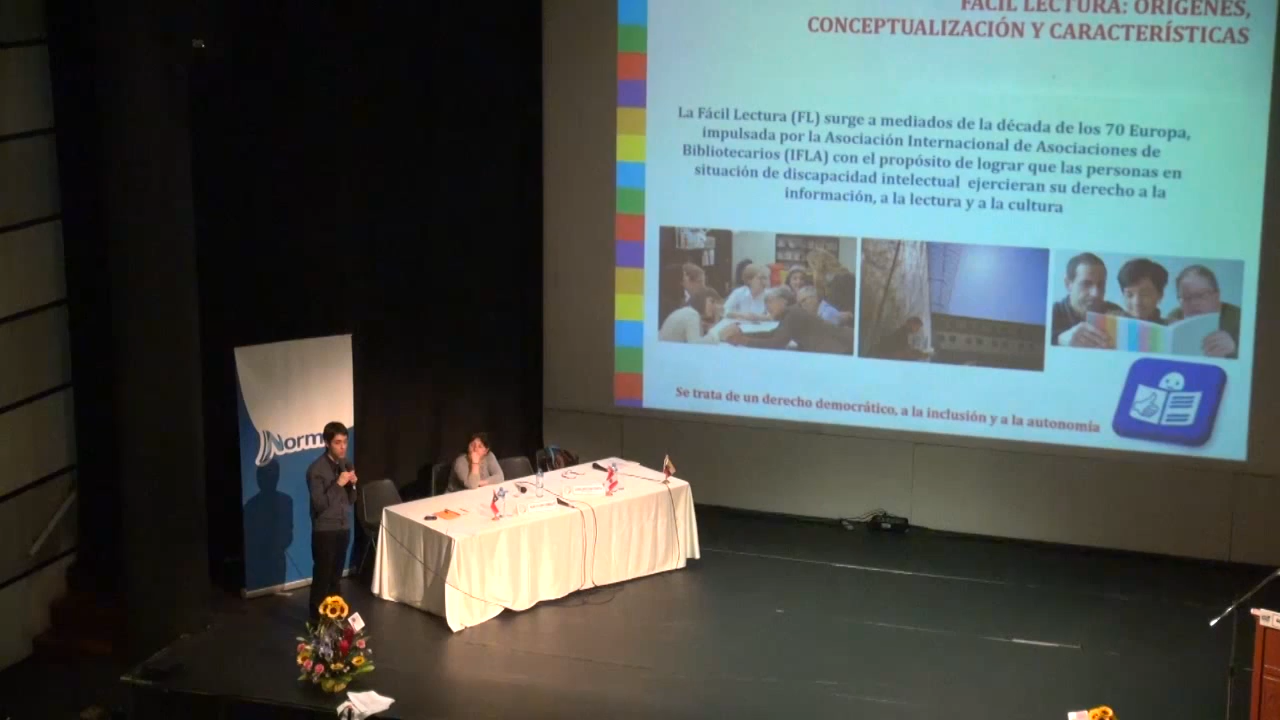 FÁCIL LECTURA: ORÍGENES,
CONCEPTUALIZACIÓN Y CARACTERÍSTICAS
La Fácil Lectura (FL) surge a mediados de la década de los 70 Europa,
impulsada por la Asociación Internacional de Asociaciones de
Bibliotecarios (IFLA) con el propósito de lograr que las personas en
situación de discapacidad intelectual ejercieran su derecho a la
información, a la lectura y a la cultura
Se trata de un derecho democrático, a la inclusión y a la autonomía
Norm